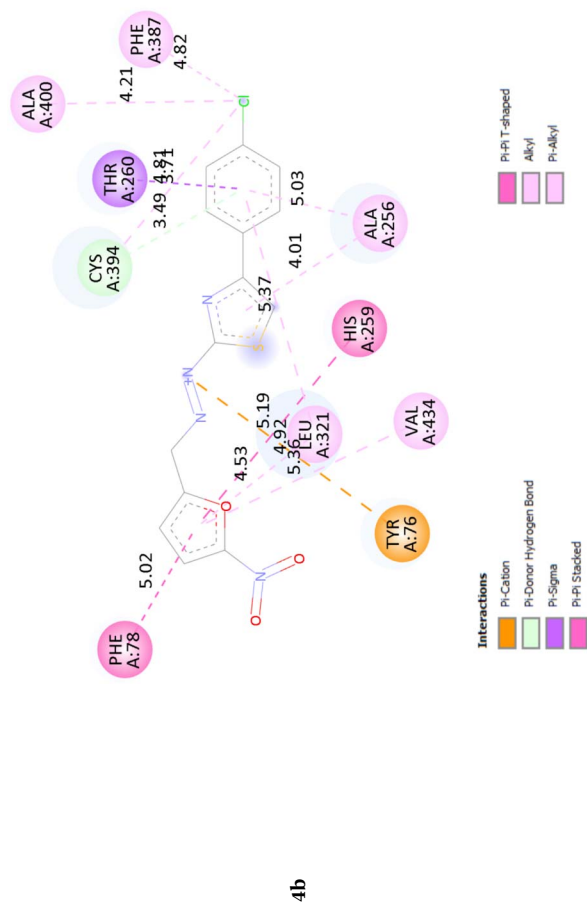 ALA
A:400
PHE
A:387
4.21
4.82
Cl
THR
A:260
4.81
3.71
3.49
CYS
A:394
5.03
4.01
ALA
A:256
N
S
5.37
HIS
A:259
N
H
+
N
5.19
4.92
5.36
LEU
A:321
4.53
VAL
A:434
O
TYR
A:76
5.02
N
O
O
PHE
A:78
Interactions
Pi-Cation
Pi-Donor Hydrogen Bond
Pi-Sigma
Pi-Pi Stacked
Pi-Pi T-shaped
Alkyl
Pi-Alkyl
4b